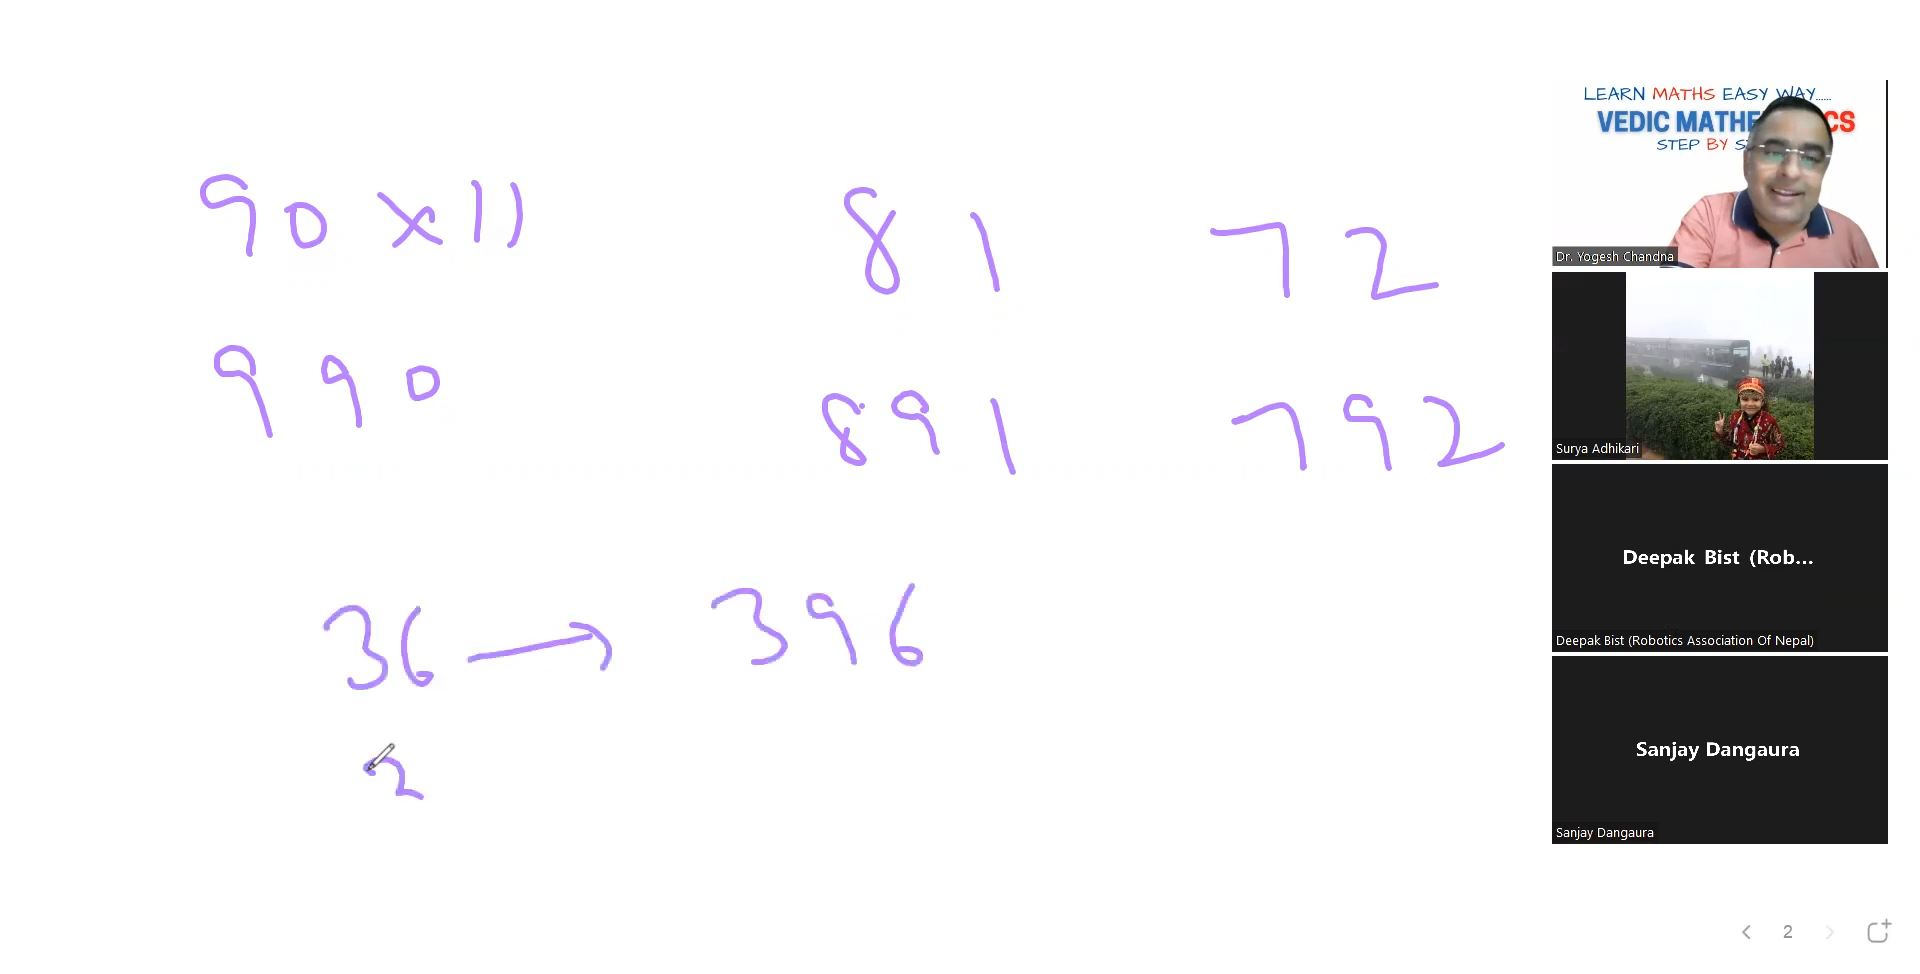 LEARN MATHS EASY WAY......
VEDIC MATHE CS
STEP BY S
Dr. Yogesh Chandna
90 x 11 81 72
990 891 792
36 → 396
2
Surya Adhikari
Deepak Bist (Rob...
Deepak Bist (Robotics Association Of Nepal)
Sanjay Dangaura
Sanjay Dangaura
2